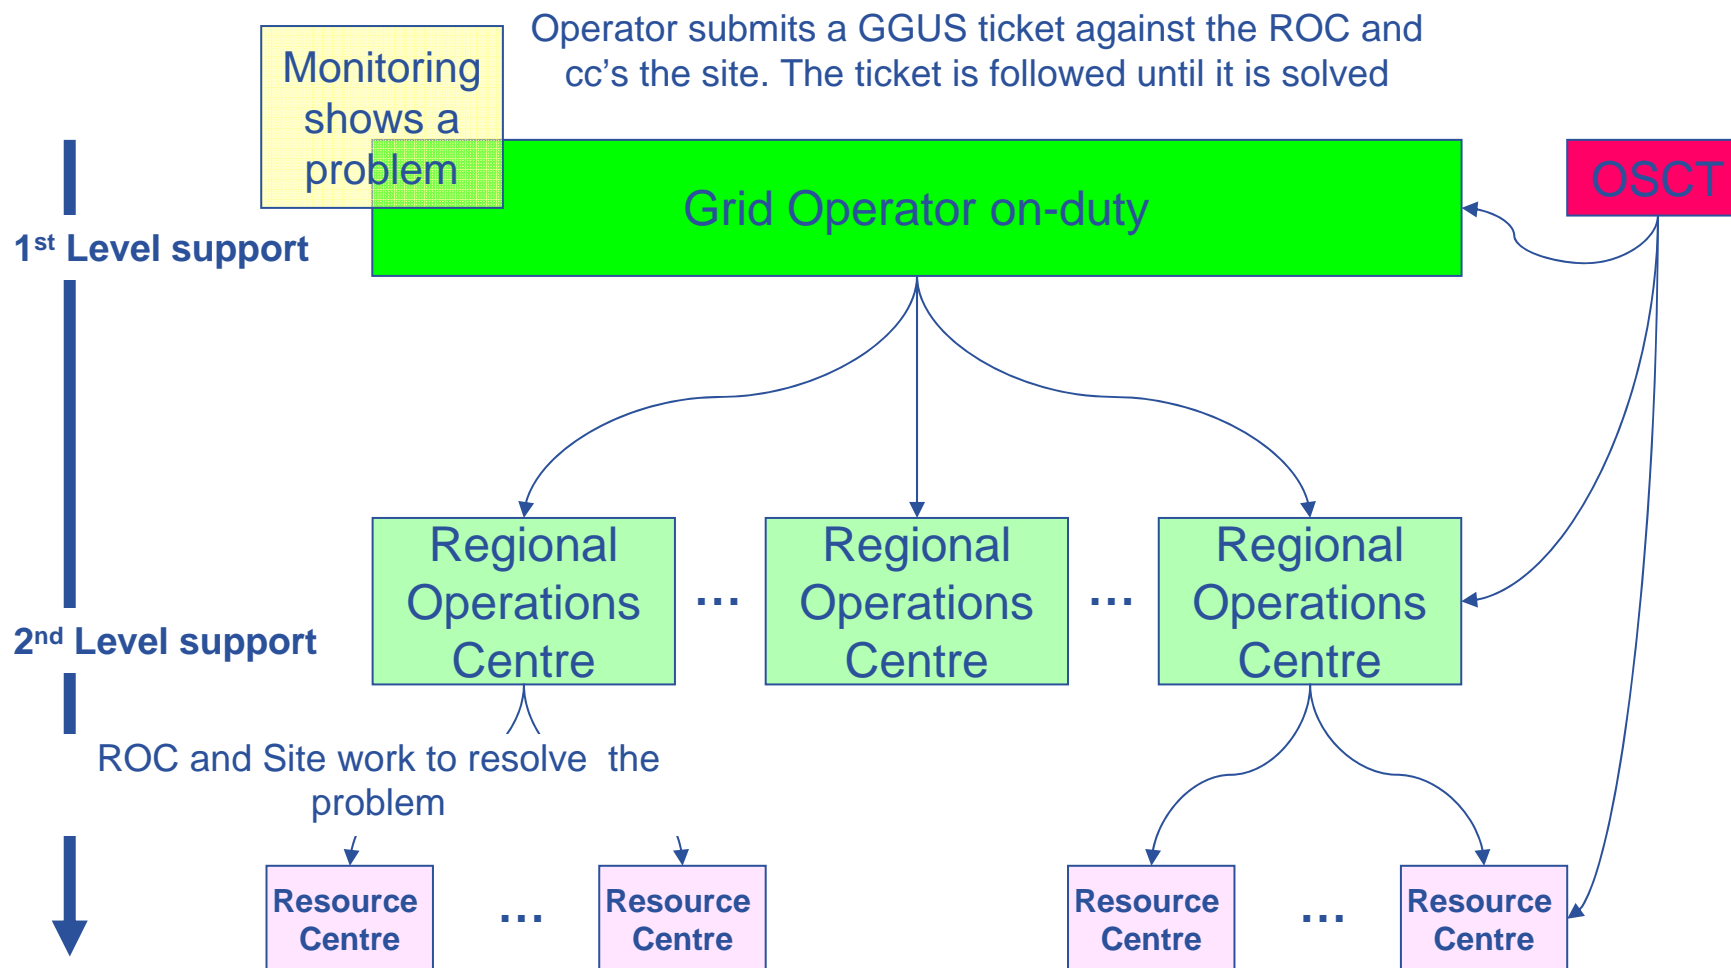 Operator submits a GGUS ticket against the ROC and
cc's the site. The ticket is followed until it is solved
Monitoring
shows a
problem
Grid Operator on-duty
OSCT
1st Level support
Regional
Operations
Centre
...
Regional
Operations
Centre
...
Regional
Operations
Centre
2nd Level support
ROC and Site work to resolve  the
problem
Resource
Centre
...
Resource
Centre
Resource
Centre
...
Resource
Centre